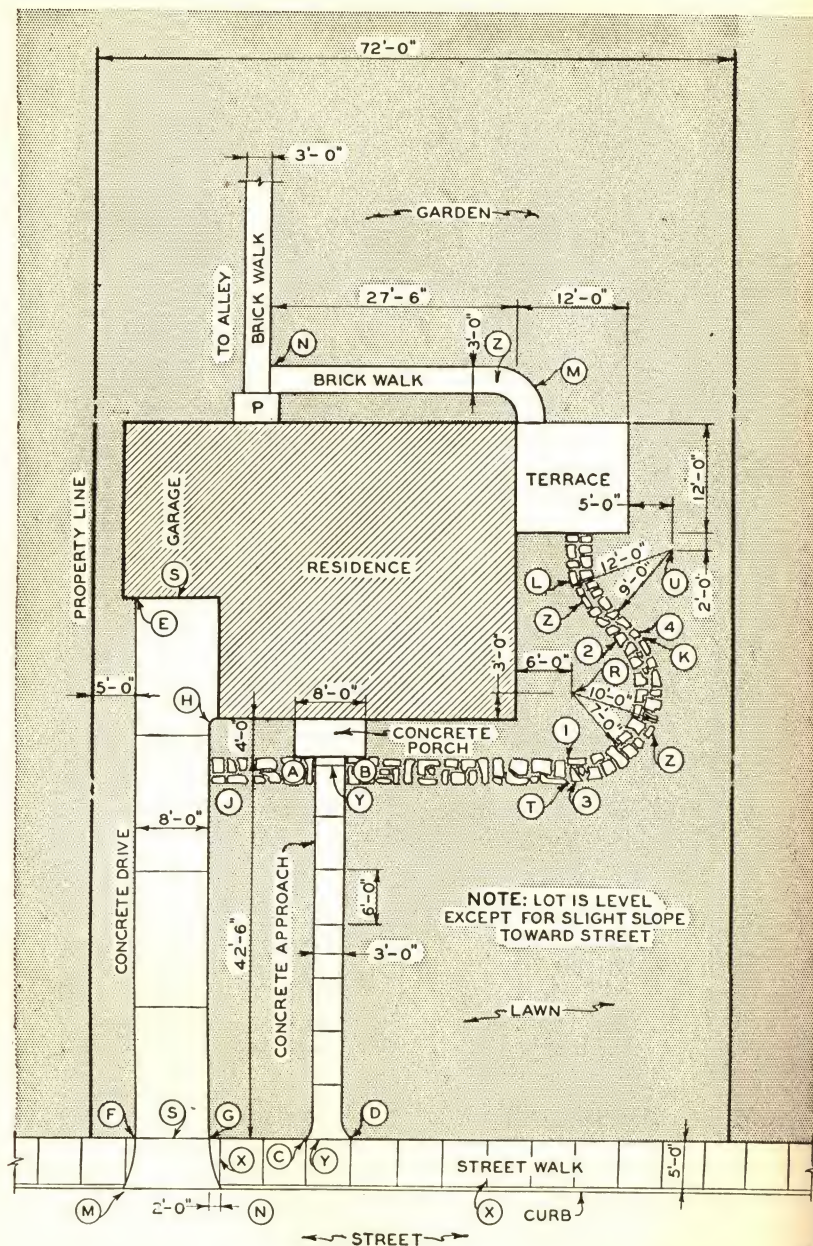 72'-0"
3'-0"
GARDEN
TO ALLEY
BRICK WALK
27'-6"
12'-0"
N
3'-0"
Z
M
BRICK WALK
P
TERRACE
12'-0"
5'-0"
PROPERTY LINE
GARAGE
S
RESIDENCE
E
L
12'-0"
9'-0"
U
2'-0"
Z
2
4
K
3'-0"
6'-0"
R
10'-0"
7'-0"
5'-0"
H
8'-0"
4'-0"
CONCRETE
PORCH
I
Z
A
B
J
Y
T
3
CONCRETE DRIVE
8'-0"
42'-6"
CONCRETE APPROACH
6'-0"
3'-0"
NOTE: LOT IS LEVEL
EXCEPT FOR SLIGHT SLOPE
TOWARD STREET
LAWN
F
S
G
C
Y
D
X
STREET WALK
5'-0"
M
2'-0"
N
X
CURB
STREET